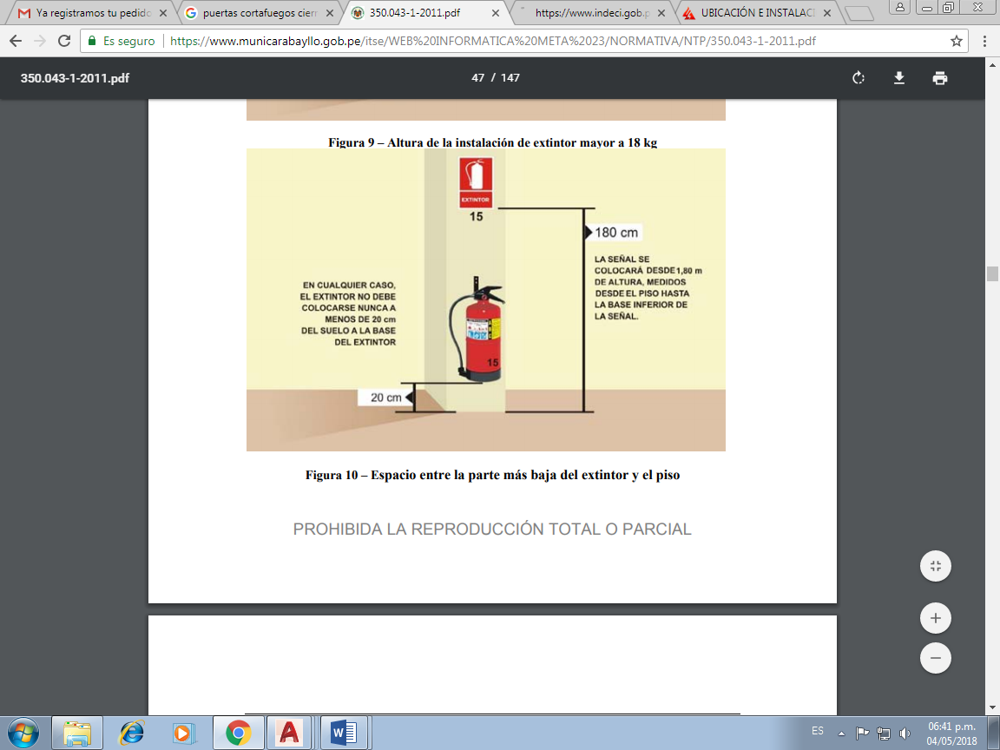 Ya registramos tu pedido
puertas cortafuegos cierr
350.043-1-2011.pdf
https://www.indeci.gob.p
UBICACIÓN E INSTALAC
Es seguro
https://www.municarabayllo.gob.pe/itse/WEB%20INFORMATICA%20META%2023/NORMATIVA/NTP/350.043-1-2011.pdf
350.043-1-2011.pdf
47 / 147
Figura 9 – Altura de la instalación de extintor mayor a 18 kg
EXTINTOR
15
180 cm
LA SEÑAL SE
COLOCARÁ DESDE 1,80 m
DE ALTURA, MEDIDOS
DESDE EL PISO HASTA
LA BASE INFERIOR DE
LA SEÑAL.
EN CUALQUIER CASO,
EL EXTINTOR NO DEBE
COLOCARSE NUNCA A
MENOS DE 20 cm
DEL SUELO A LA BASE
DEL EXTINTOR
15
20 cm
Figura 10 – Espacio entre la parte más baja del extintor y el piso
PROHIBIDA LA REPRODUCCIÓN TOTAL O PARCIAL
ES
06:41 p.m.
04/05/2018